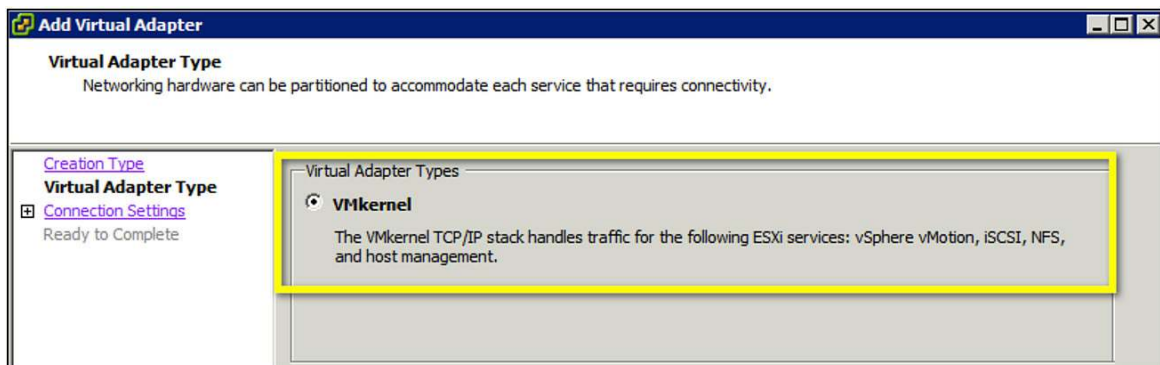 Add Virtual Adapter
Virtual Adapter Type
Networking hardware can be partitioned to accommodate each service that requires connectivity.
Creation Type
Virtual Adapter Type
Connection Settings
Ready to Complete
Virtual Adapter Types
VMkernel
The VMkernel TCP/IP stack handles traffic for the following ESXi services: vSphere vMotion, iSCSI, NFS,
and host management.